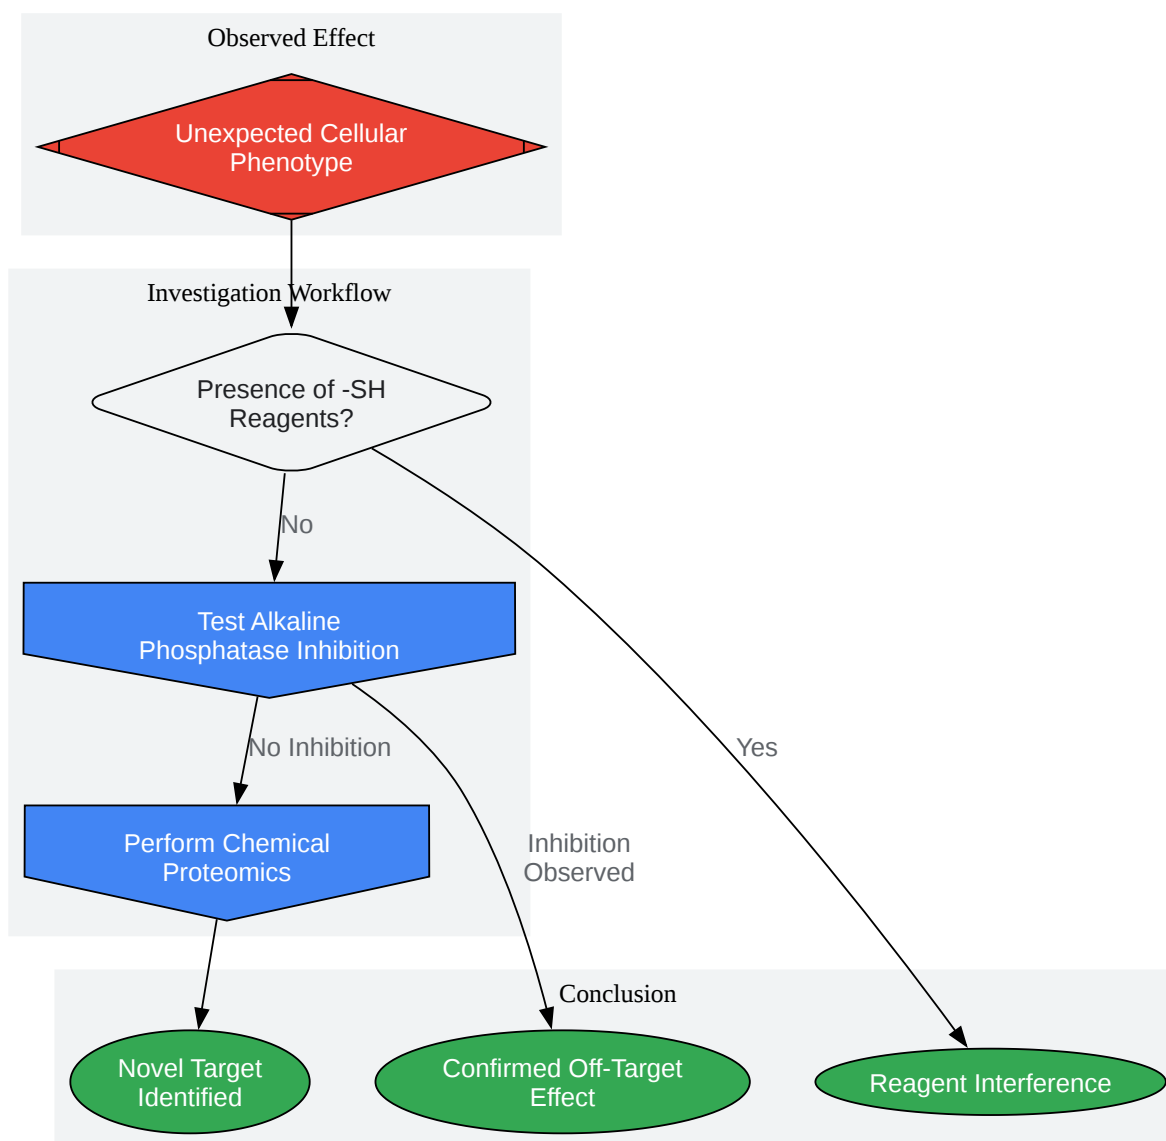 Observed Effect
Unexpected Cellular
Phenotype
Investigation Workflow
Presence of -SH
Reagents?
No
Test Alkaline
Phosphatase Inhibition
No Inhibition
Yes
Perform Chemical
Proteomics
Inhibition
Observed
Conclusion
Novel Target
Identified
Confirmed Off-Target
Effect
Reagent Interference